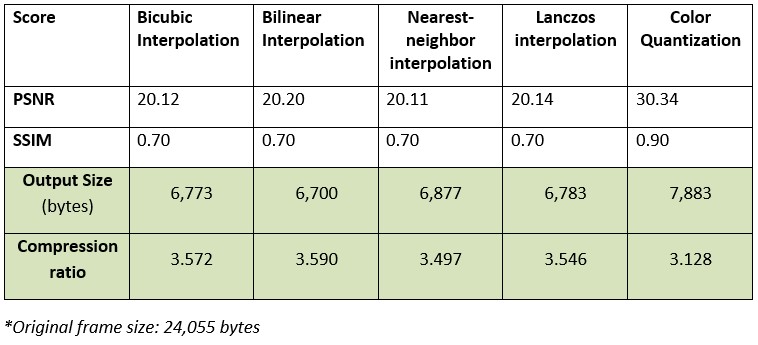 Score Bicubic Interpolation Bilinear Interpolation Nearest-neighbor interpolation Lanczos interpolation Color Quantization
PSNR 20.12 20.20 20.11 20.14 30.34
SSIM 0.70 0.70 0.70 0.70 0.90
Output Size (bytes) 6,773 6,700 6,877 6,783 7,883
Compression ratio 3.572 3.590 3.497 3.546 3.128
*Original frame size: 24,055 bytes